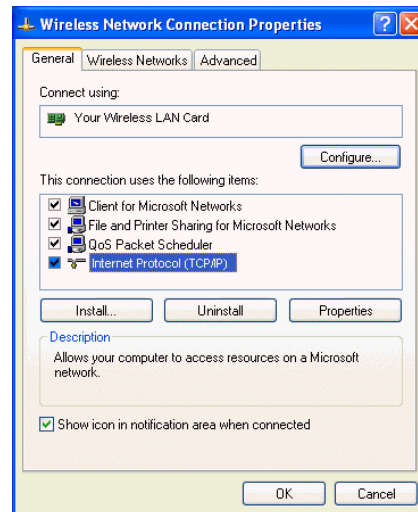 Wireless Network Connection Properties
General Wireless Networks Advanced
Connect using:
Your Wireless LAN Card
Configure...
This connection uses the following items:
Client for Microsoft Networks
File and Printer Sharing for Microsoft Networks
QoS Packet Scheduler
Internet Protocol (TCP/IP)
Install... Uninstall Properties
Description
Allows your computer to access resources on a Microsoft
network.
Show icon in notification area when connected
OK Cancel